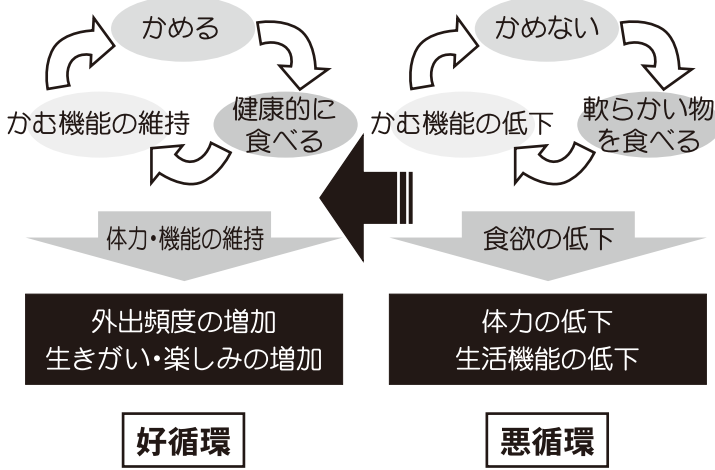 かめる
健康的に
食べる
かむ機能の維持
体力・機能の維持
外出頻度の増加
生きがい・楽しみの増加
好循環
かめない
軟らかい物
を食べる
かむ機能の低下
食欲の低下
体力の低下
生活機能の低下
悪循環